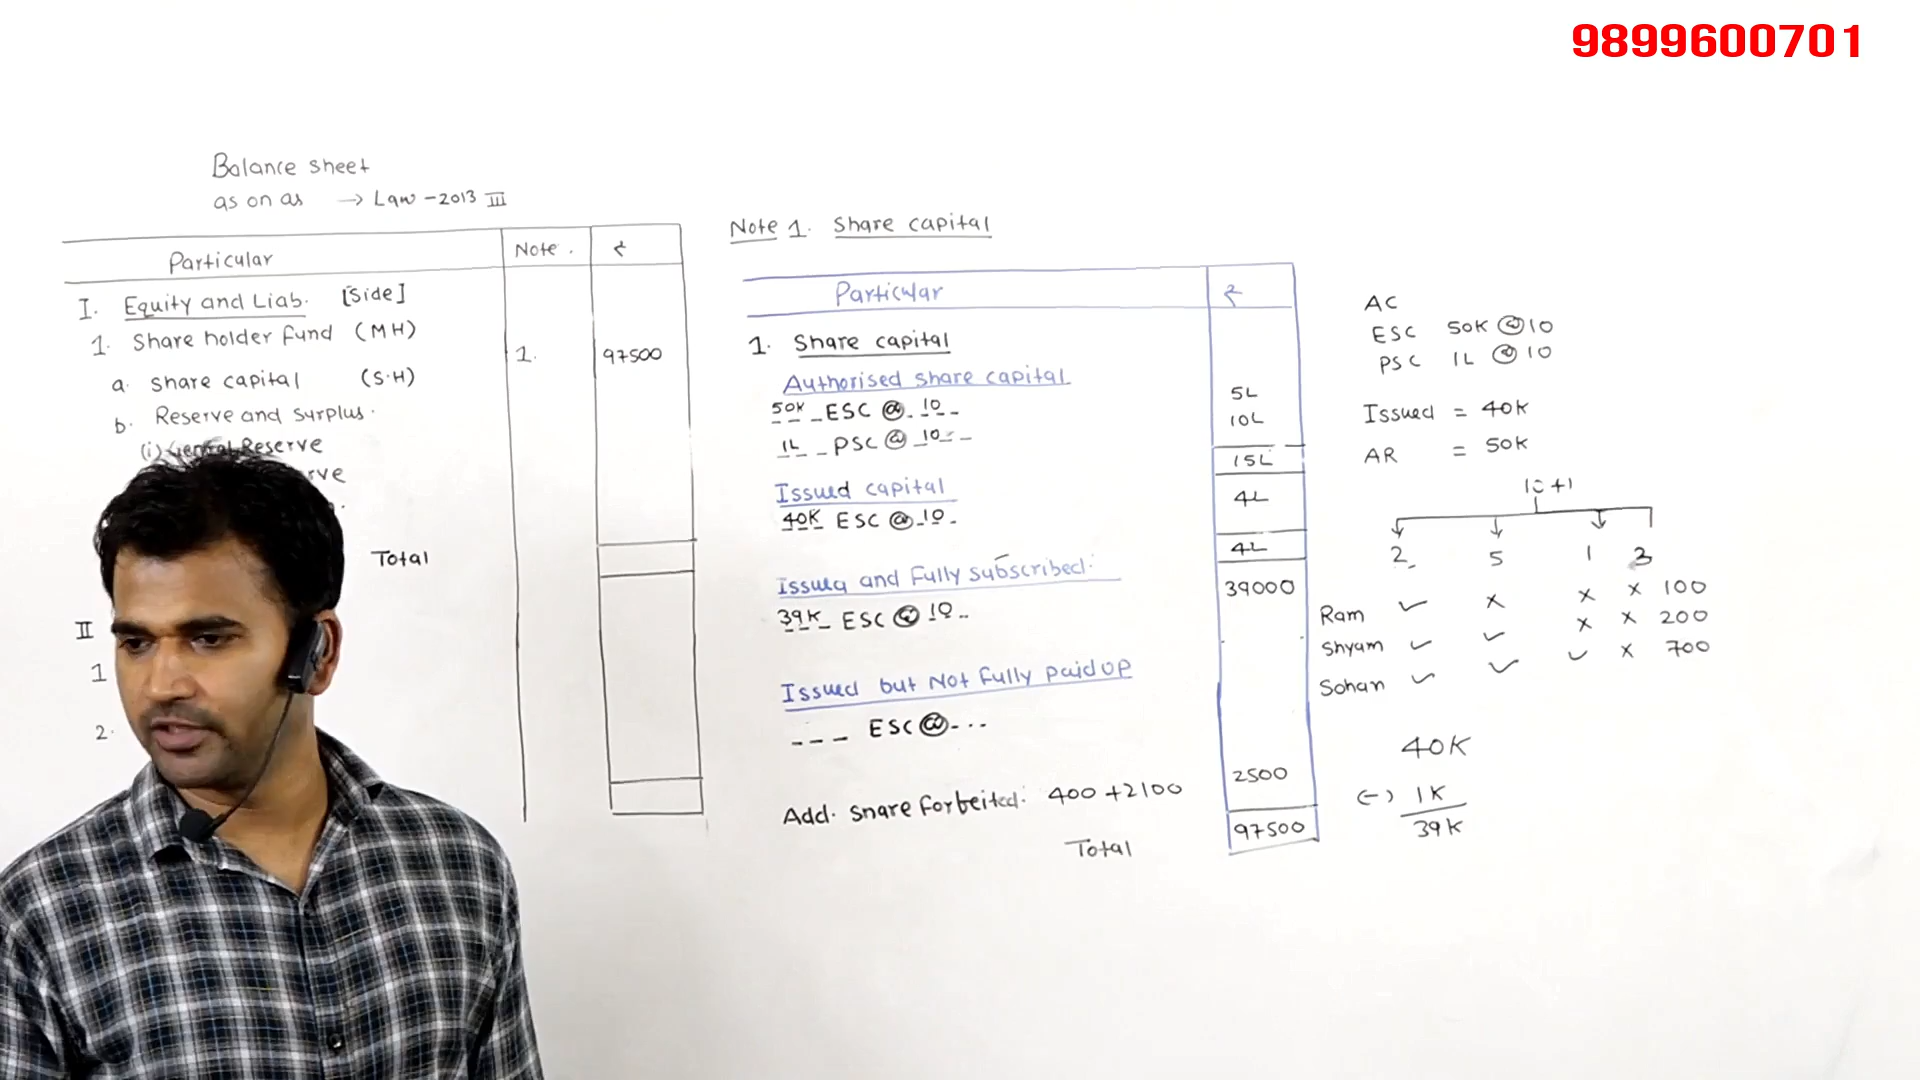 9899600701
Balance sheet
as on as → Law -2013 III
Particular Note. ₹
I. Equity and Liab. [Side]
1. Share holder fund (MH)
a. share capital (S.H) 1. 97500
b. Reserve and surplus.
(i) General Reserve
rve
Total
II
1
2.
Note 1. Share capital
Particular ₹
1. Share capital
Authorised share capital
50K ESC @ 10 5L
1L PSC @ 10 10L
15L
Issued capital
40K ESC @ 10 4L
4L
Issued and Fully subscribed:
39K ESC @ 10 39000
Issued but Not fully paid up
--- ESC @ ---
Add. share forfeited: 400 + 2100 2500
Total 97500
AC
ESC 50K @ 10
PSC 1L @ 10
Issued = 40K
AR = 50K
10 + 1
2 5 1 3
Ram ✓ × × × 100
Shyam ✓ ✓ × × 200
Sohan ✓ ✓ ✓ × 700
40K
(-) 1K
39K